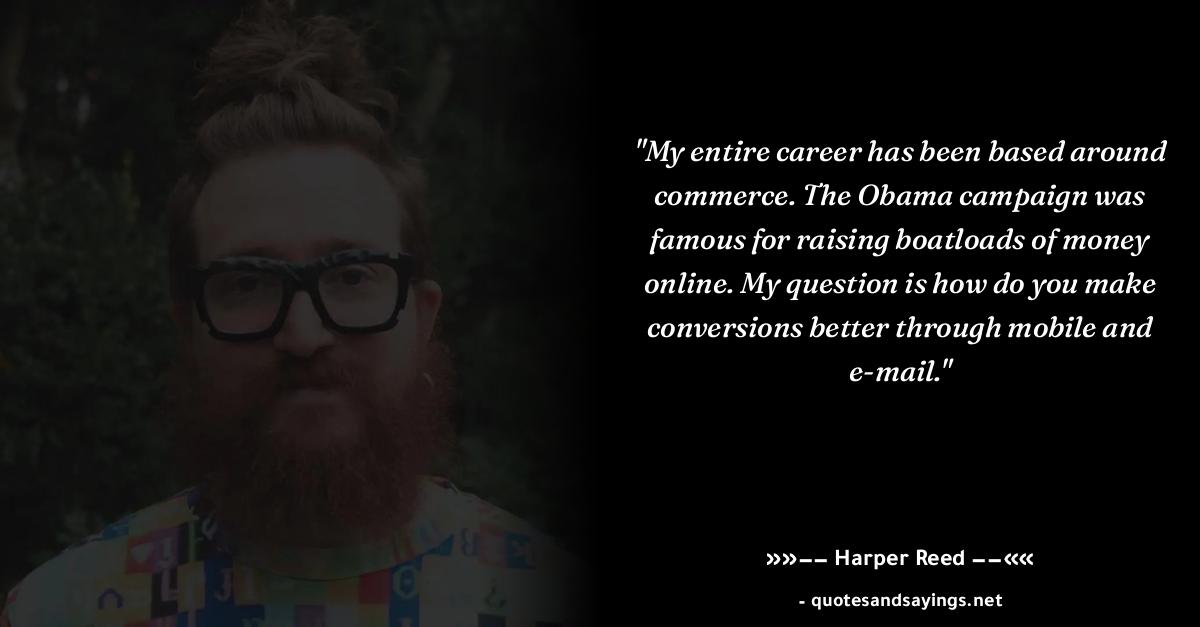 "My entire career has been based around
commerce. The Obama campaign was
famous for raising boatloads of money
online. My question is how do you make
conversions better through mobile and
e-mail."
»»–– Harper Reed ––««
- quotesandsayings.net